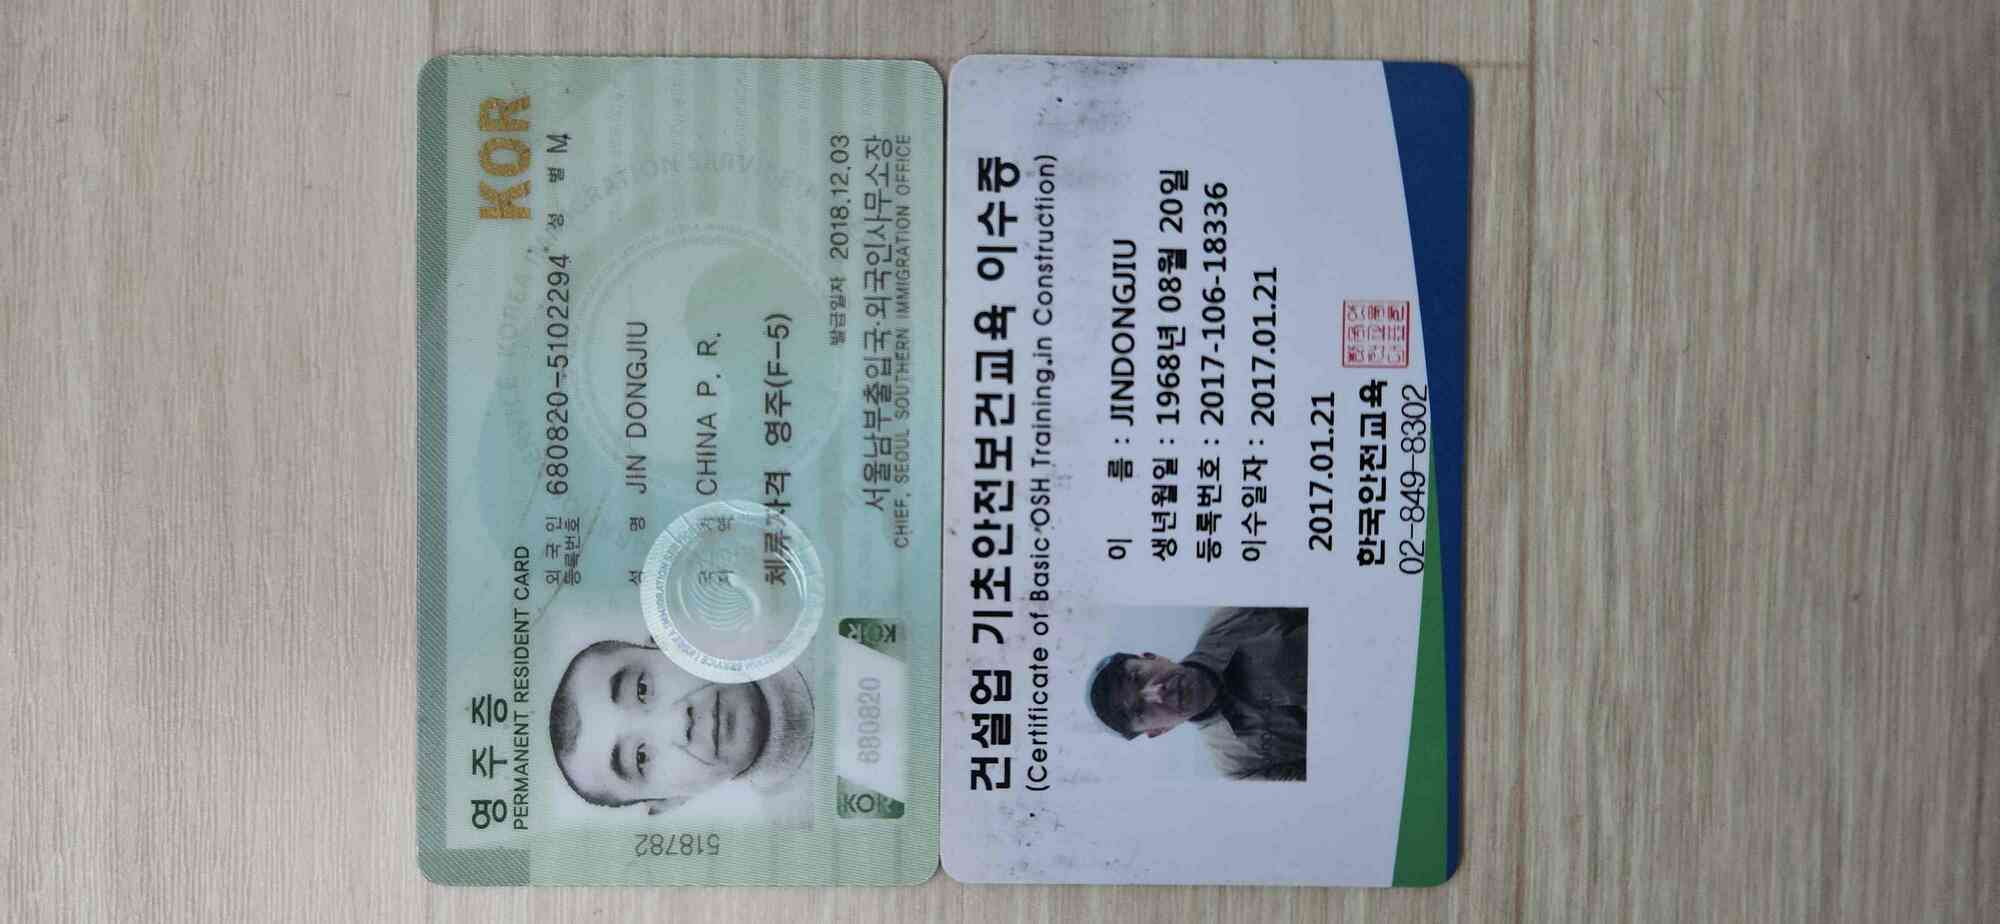 영주증
PERMANENT RESIDENT CARD
KOR
외국인
등록번호 680820-5102294 성 별 M
성 명 JIN DONGJIU
CHINA P. R.
체류자격 영주(F-5)
발급일자 2018.12.03
서울남부출입국·외국인사무소장
CHIEF, SEOUL SOUTHERN IMMIGRATION OFFICE
518782
680820
KOR
건설업 기초안전보건교육 이수증
(Certificate of Basic OSH Training in Construction)
이 름 : JINDONGJIU
생년월일 : 1968년 08월 20일
등록번호 : 2017-106-18336
이수일자 : 2017.01.21
2017.01.21
한국안전교육
02-849-8302